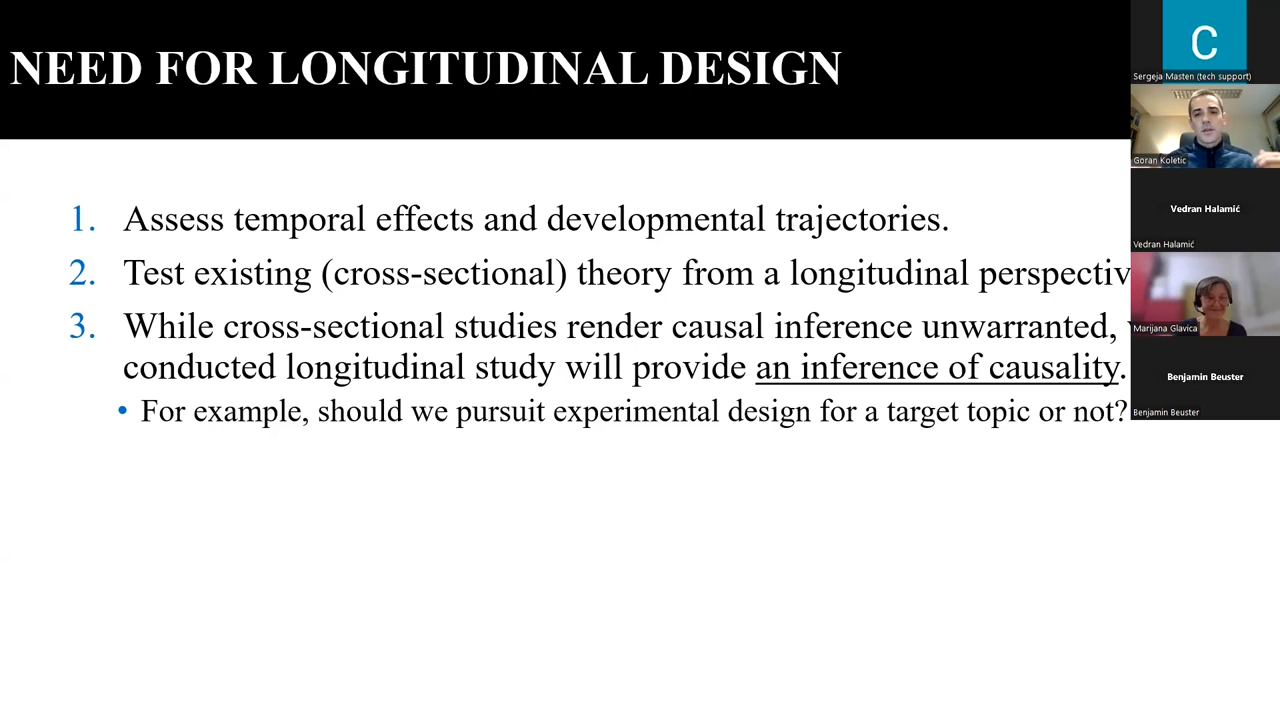 NEED FOR LONGITUDINAL DESIGN
1. Assess temporal effects and developmental trajectories.
2. Test existing (cross-sectional) theory from a longitudinal
3. While cross-sectional studies render causal inference unwarranted,
conducted longitudinal study will provide an inference of causality.
• For example, should we pursuit experimental design for a target topic or not?
C
Sergeja Masten (tech support)
Goran Koletic
Vedran Halamić
Vedran Halamić
Marijana Glavica
Benjamin Beuster
Benjamin Beuster